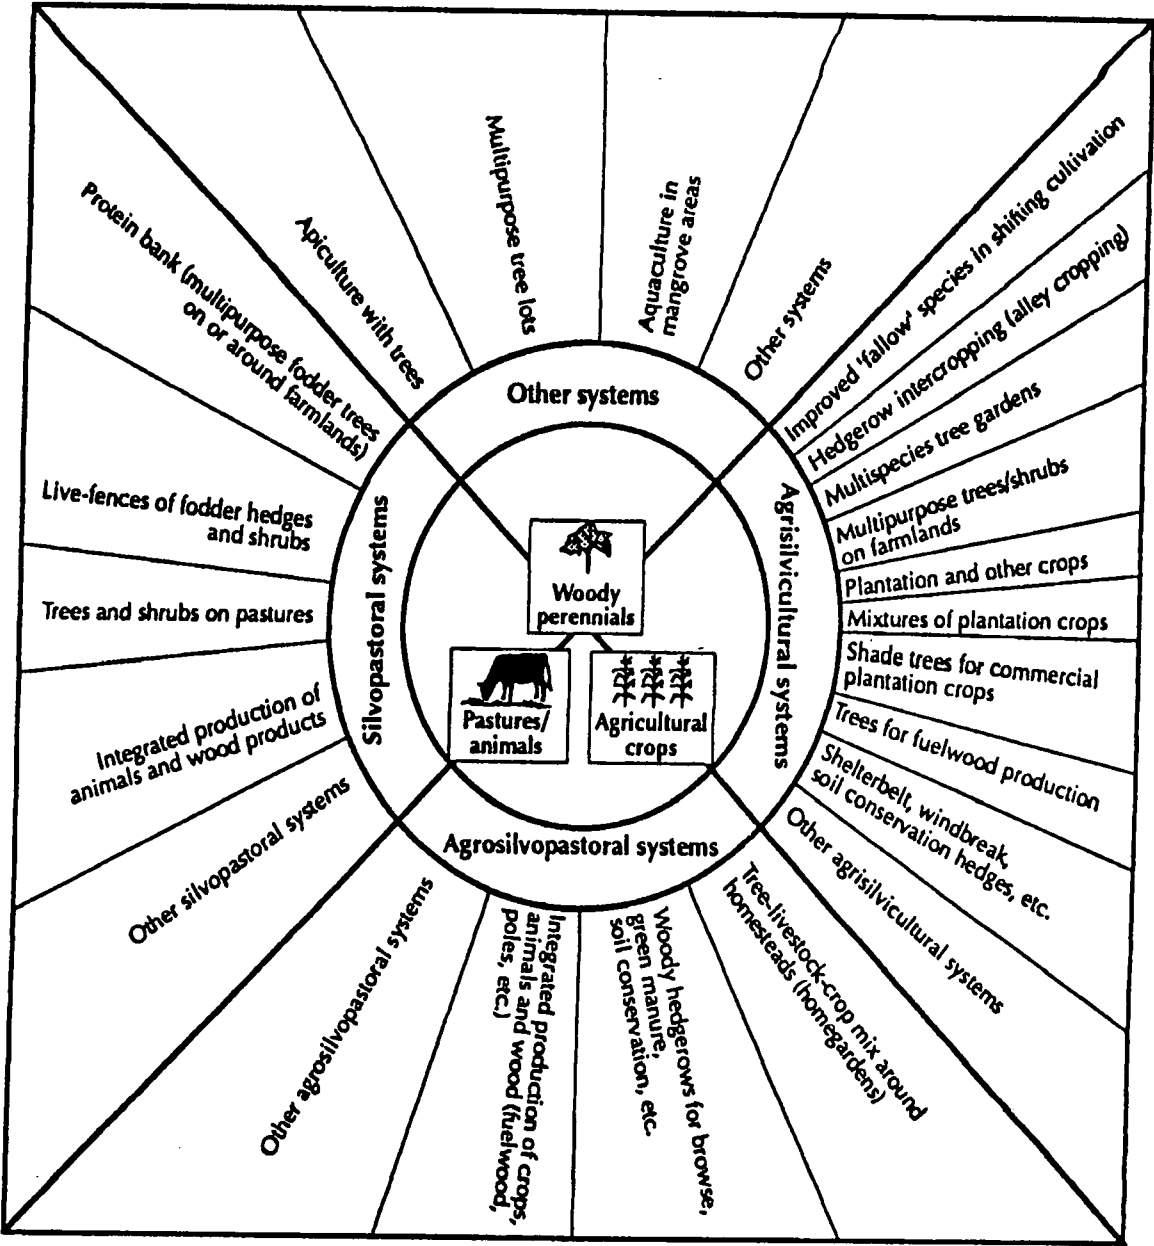 Apiculture with trees
Multipurpose tree lots
Aquaculture in
mangrove areas
Other systems
Other systems
Improved 'fallow' species in shifting cultivation
Hedgerow intercropping (alley cropping)
Multispecies tree gardens
Multipurpose trees/shrubs
on farmlands
Plantation and other crops
Mixtures of plantation crops
Shade trees for commercial
plantation crops
Trees for fuelwood production
Shelterbelt, windbreak,
soil conservation hedges, etc.
Other agrisilvicultural systems
Agrisilvicultural systems
Tree-livestock-crop mix around
homesteads (homegardens)
Woody hedgerows for browse,
green manure,
soil conservation, etc.
Integrated production of crops,
animals and wood (fuelwood,
poles, etc.)
Other agrosilvopastoral systems
Agrosilvopastoral systems
Other silvopastoral systems
Integrated production of
animals and wood products
Trees and shrubs on pastures
Live-fences of fodder hedges
and shrubs
Protein bank (multipurpose fodder trees
on or around farmlands)
Silvopastoral systems
Woody
perennials
Pastures/
animals
Agricultural
crops